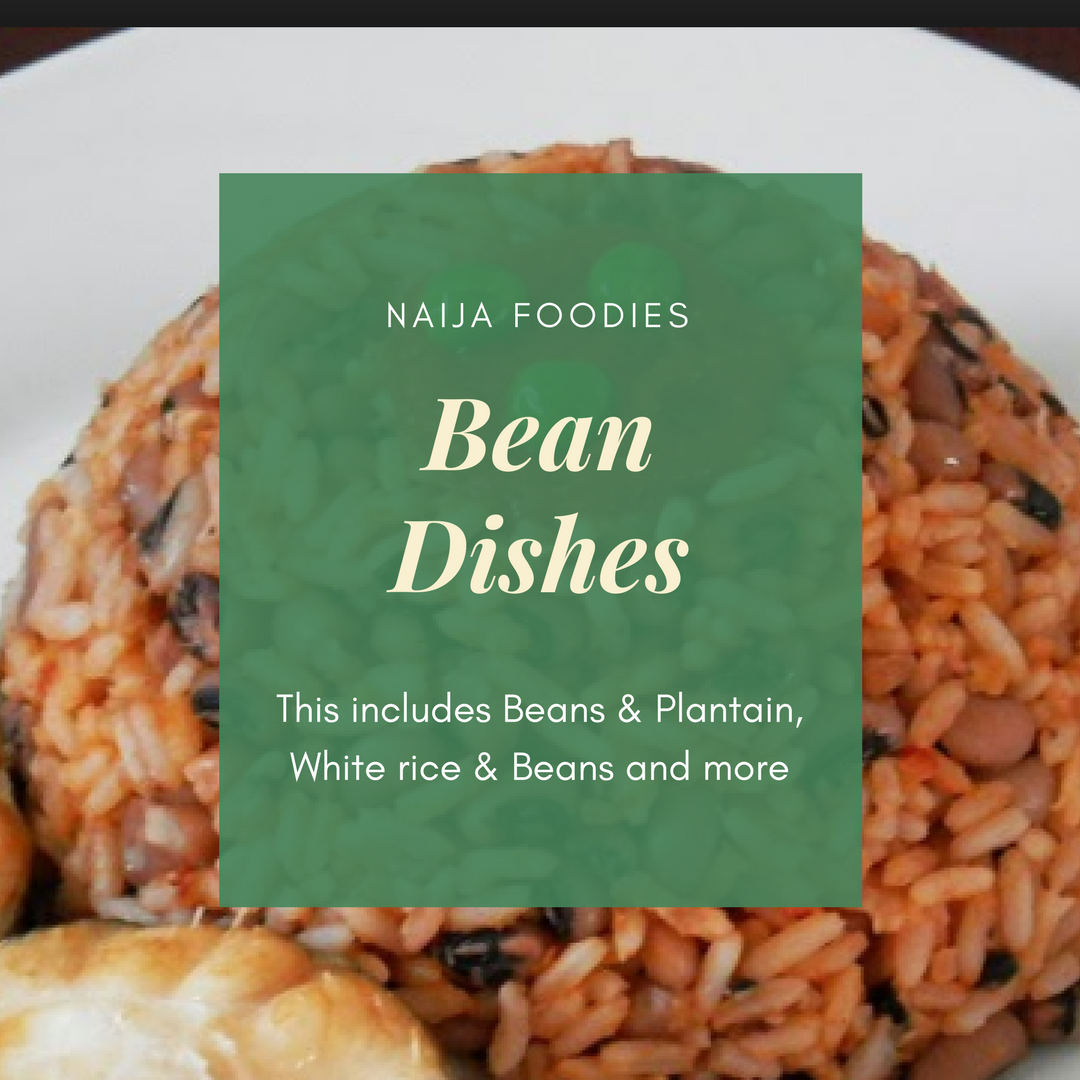 NAIJA FOODIES
Bean
Dishes
This includes Beans & Plantain,
White rice & Beans and more